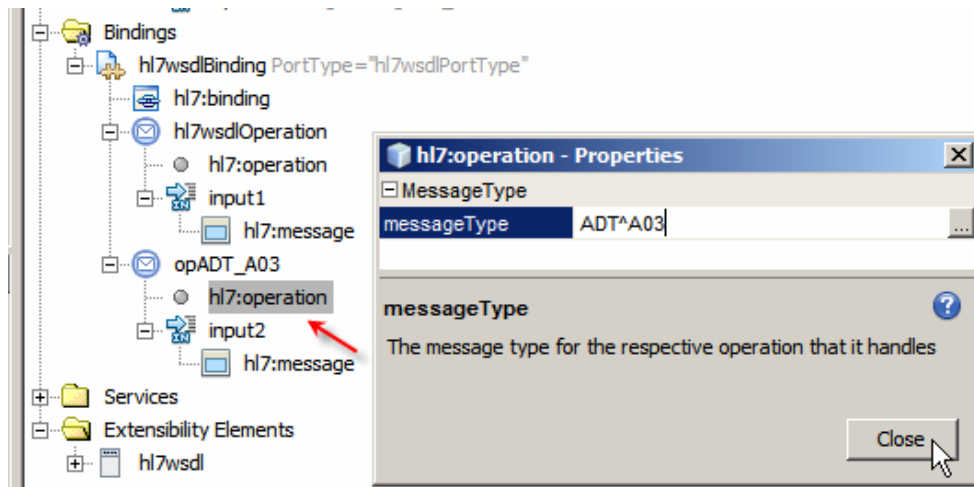 Bindings
hl7wsdlBinding PortType="hl7wsdlPortType"
hl7:binding
hl7wsdlOperation
hl7:operation
IN input1
hl7:message
opADT_A03
hl7:operation
IN input2
hl7:message
Services
Extensibility Elements
hl7wsdl
hl7:operation - Properties
MessageType
messageType ADT^A03 ...
messageType
The message type for the respective operation that it handles
Close